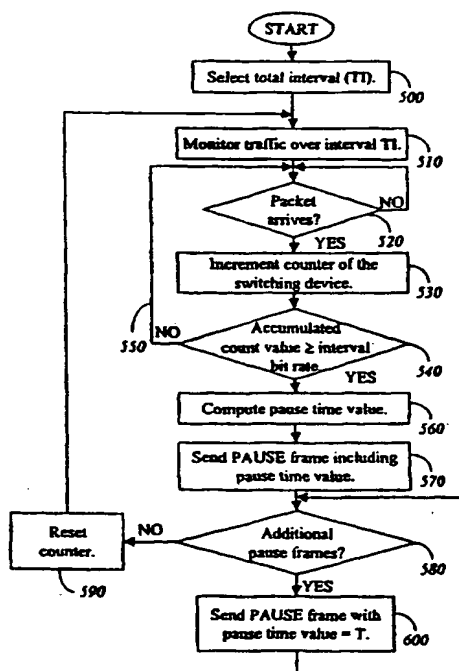 START
Select total interval (TI).
500
Monitor traffic over interval TI.
510
Packet
arrives?
NO
520
YES
Increment counter of the
switching device.
530
550
NO
Accumulated
count value ≥ interval
bit rate.
540
YES
Compute pause time value.
560
Send PAUSE frame including
pause time value.
570
Reset
counter.
590
NO
Additional
pause frames?
580
YES
Send PAUSE frame with
pause time value = T.
600